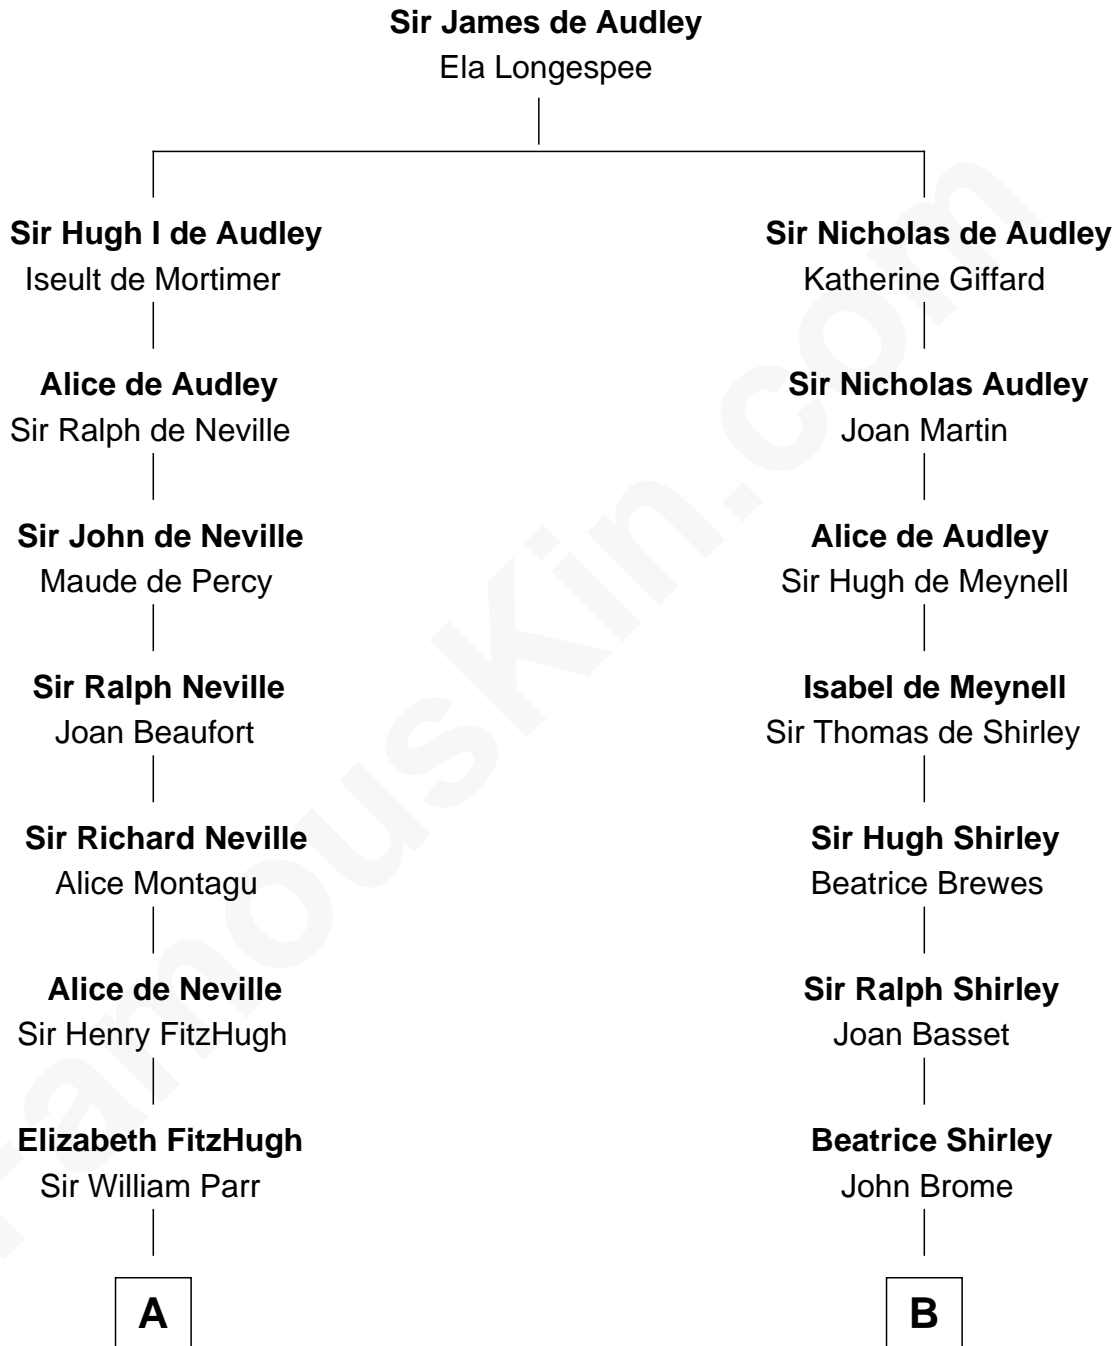 Sir James de Audley
Ela Longespee
Sir Hugh I de Audley
Iseult de Mortimer
Sir Nicholas de Audley
Katherine Giffard
Alice de Audley
Sir Ralph de Neville
Sir Nicholas Audley
Joan Martin
Sir John de Neville
Maude de Percy
Alice de Audley
Sir Hugh de Meynell
Sir Ralph Neville
Joan Beaufort
Isabel de Meynell
Sir Thomas de Shirley
Sir Richard Neville
Alice Montagu
Sir Hugh Shirley
Beatrice Brewes
Alice de Neville
Sir Henry FitzHugh
Sir Ralph Shirley
Joan Basset
Elizabeth FitzHugh
Sir William Parr
Beatrice Shirley
John Brome
A
B
FamousKin.com